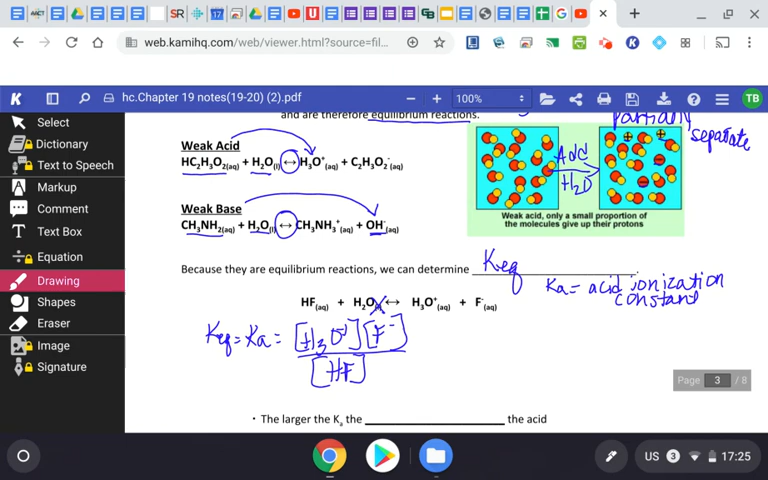 web.kamihq.com/web/viewer.html?source=fil...
hc.Chapter 19 notes(19-20) (2).pdf
100%
TB
Select
Dictionary
Text to Speech
Markup
Comment
Text Box
Equation
Drawing
Shapes
Eraser
Image
Signature
and are therefore equilibrium reactions.
partially
separate
Weak Acid
HC₂H₃O₂(aq) + H₂O(l) ↔ H₃O⁺(aq) + C₂H₃O₂⁻(aq)
Add
H₂O
Weak acid, only a small proportion of
the molecules give up their protons
Weak Base
CH₃NH₂(aq) + H₂O(l) ↔ CH₃NH₃⁺(aq) + OH⁻(aq)
Because they are equilibrium reactions, we can determine Keq
Ka = acid ionization
constant
HF(aq) + H₂O ↔ H₃O⁺(aq) + F⁻(aq)
Keq = Ka = [H₃O⁺][F⁻]
[HF]
Page 3 / 8
• The larger the Kₐ the ____________ the acid
US 3 17:25